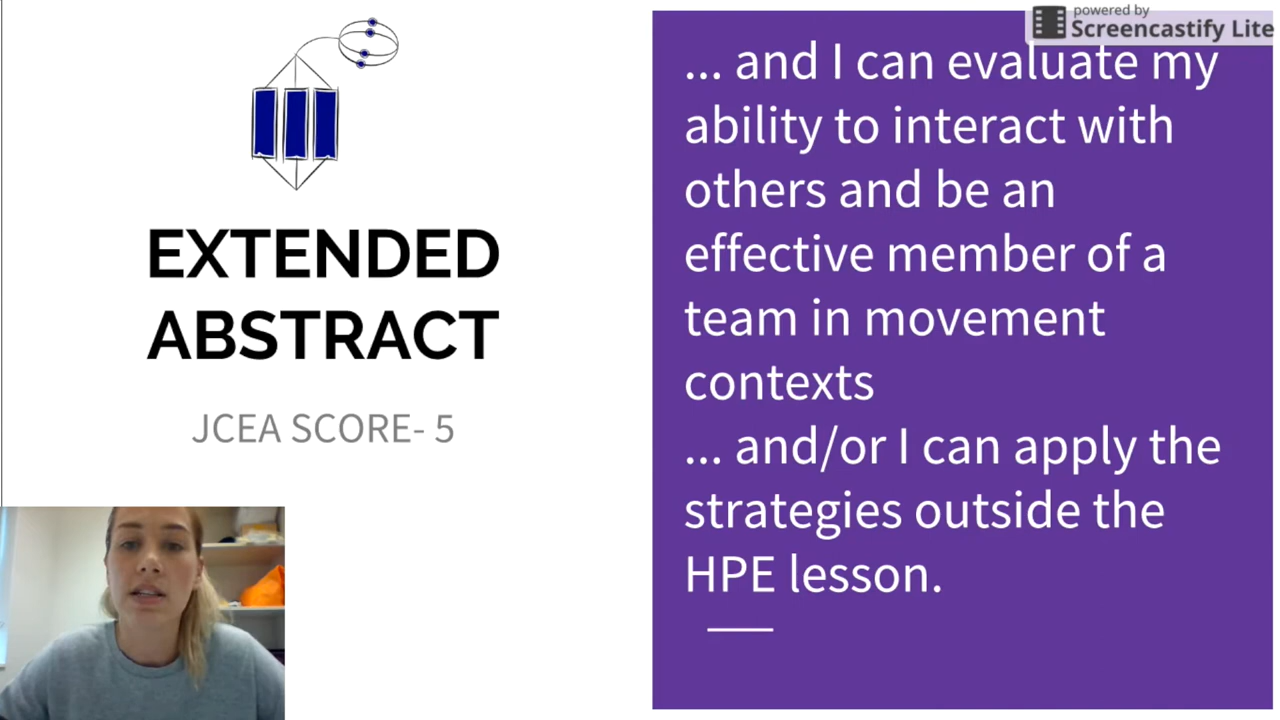 powered by
Screencastify Lite
EXTENDED
ABSTRACT
JCEA SCORE- 5
... and I can evaluate my
ability to interact with
others and be an
effective member of a
team in movement
contexts
... and/or I can apply the
strategies outside the
HPE lesson.